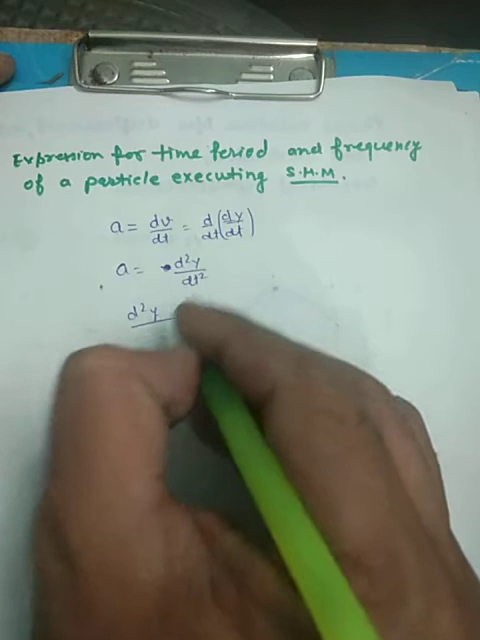 Expression for time period and frequency
of a particle executing S.H.M.
a = dv/dt = d/dt(dy/dt)
a = d²y/dt²
d²y